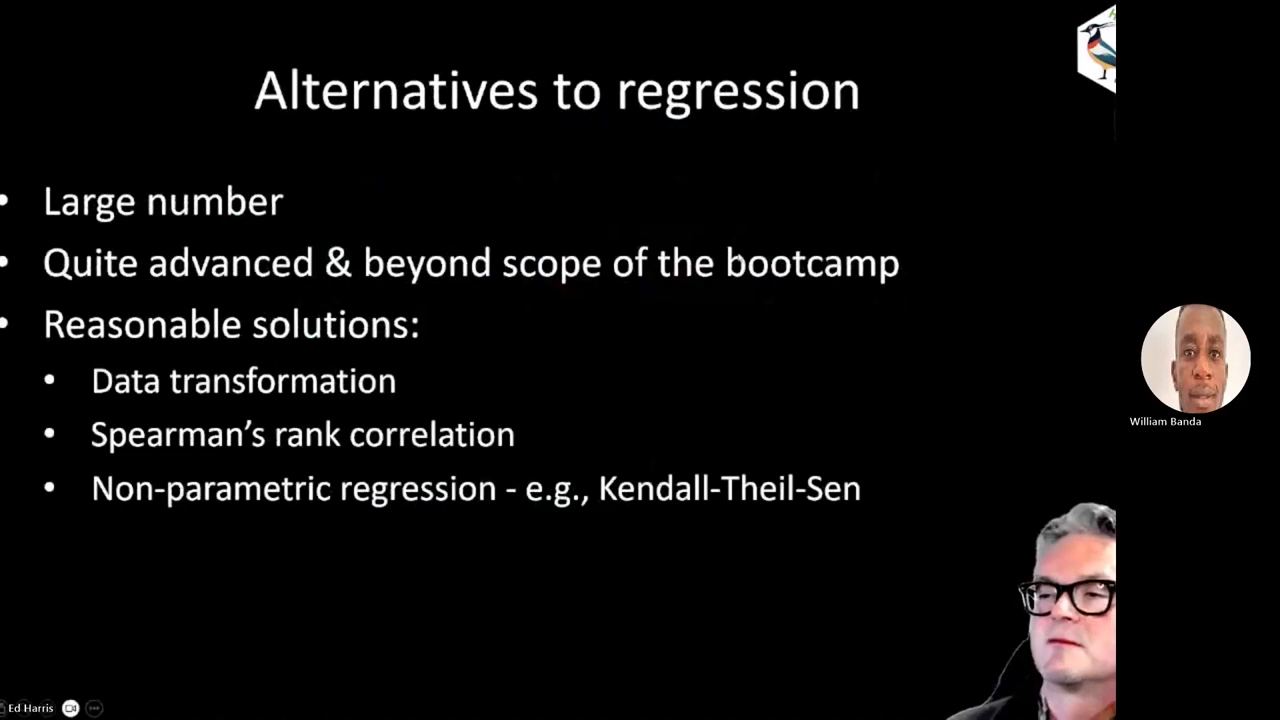 Alternatives to regression
• Large number
• Quite advanced & beyond scope of the bootcamp
• Reasonable solutions:
• Data transformation
• Spearman’s rank correlation
• Non-parametric regression - e.g., Kendall-Theil-Sen
William Banda
Ed Harris